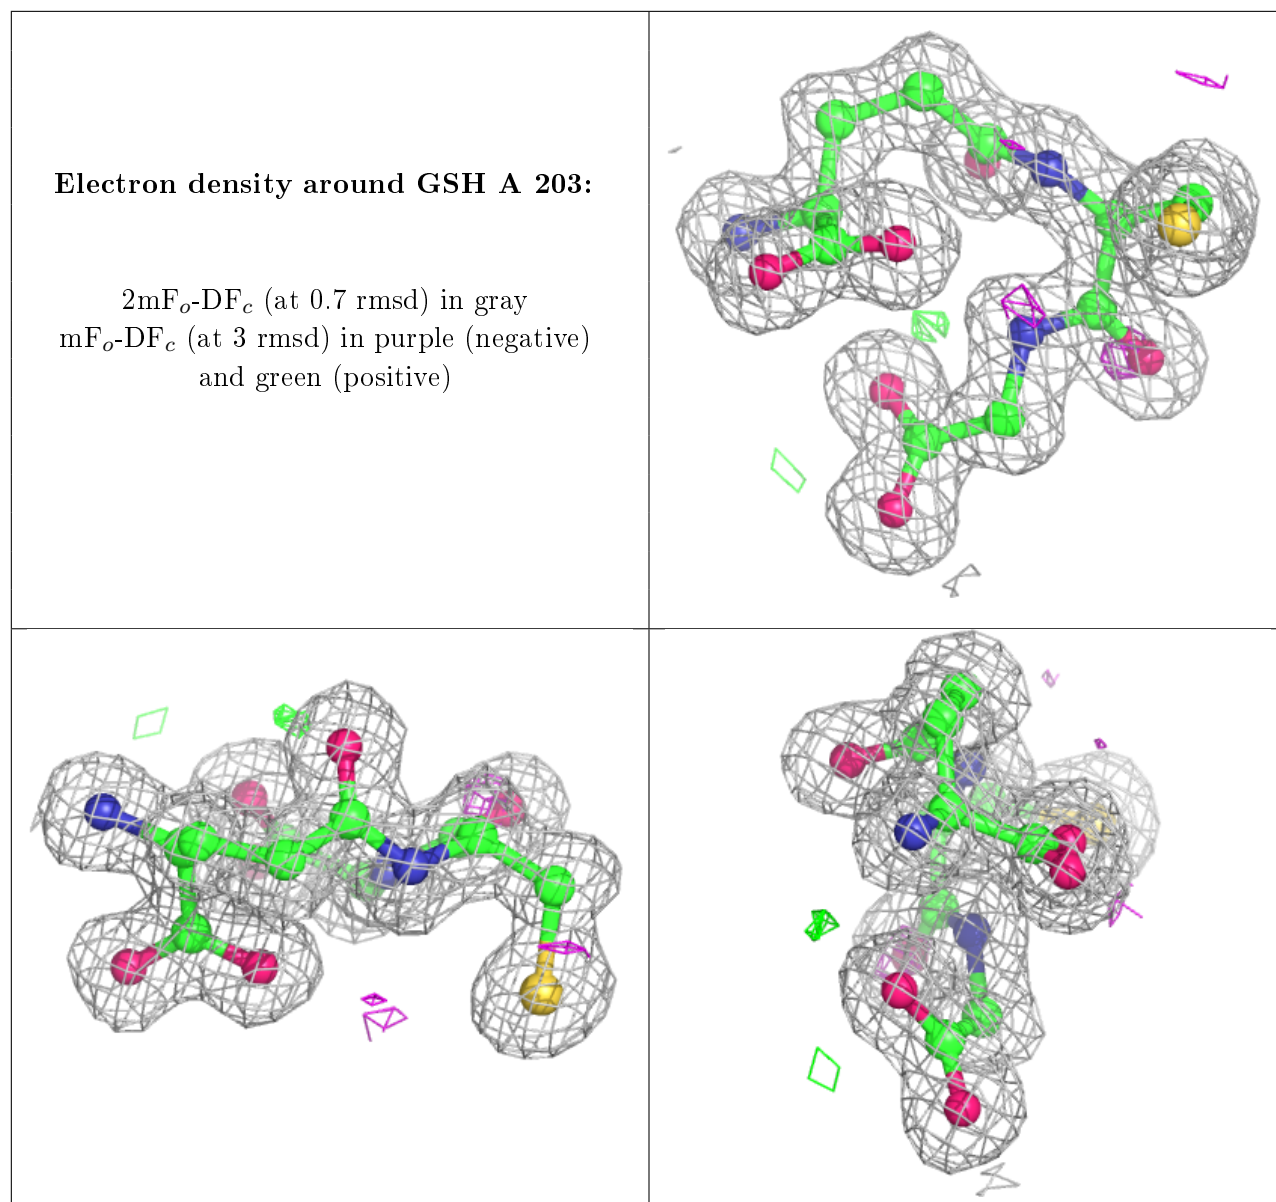 Electron density around GSH A 203:
2mFo-DFc (at 0.7 rmsd) in gray
mFo-DFc (at 3 rmsd) in purple (negative)
and green (positive)